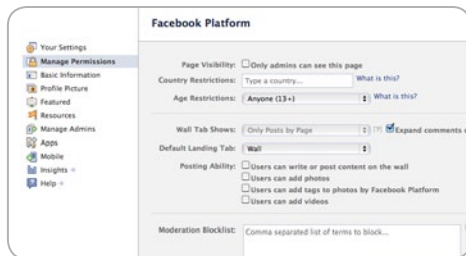 Facebook Platform
Your Settings
Manage Permissions
Basic Information
Profile Picture
Featured
Resources
Manage Admins
Apps
Mobile
Insights
Help
Page Visibility: Only admins can see this page
Country Restrictions: Type a country... What is this?
Age Restrictions: Anyone (13+) What is this?
Wall Tab Shows: Only Posts by Page [?] Expand comments
Default Landing Tab: Wall
Posting Ability: Users can write or post content on the wall
Users can add photos
Users can add tags to photos by Facebook Platform
Users can add videos
Moderation Blocklist: Comma separated list of terms to block...